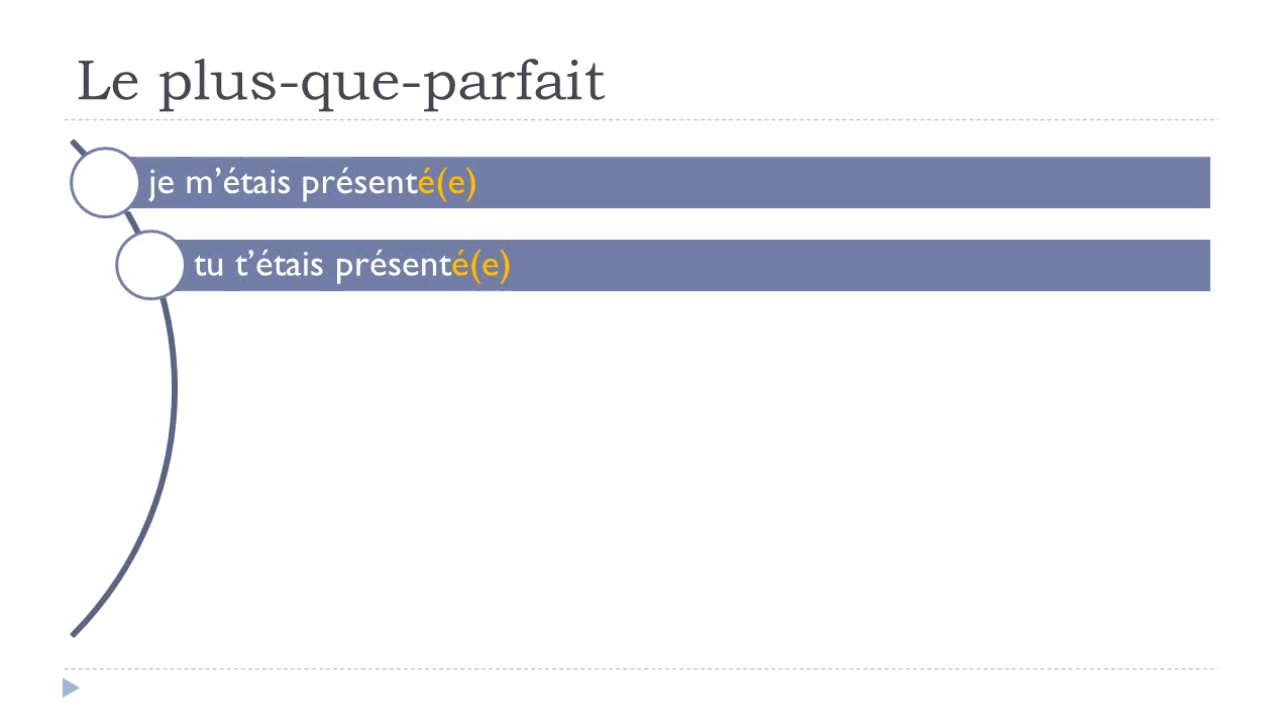 Le plus-que-parfait
je m’étais présenté(e)
tu t’étais présenté(e)